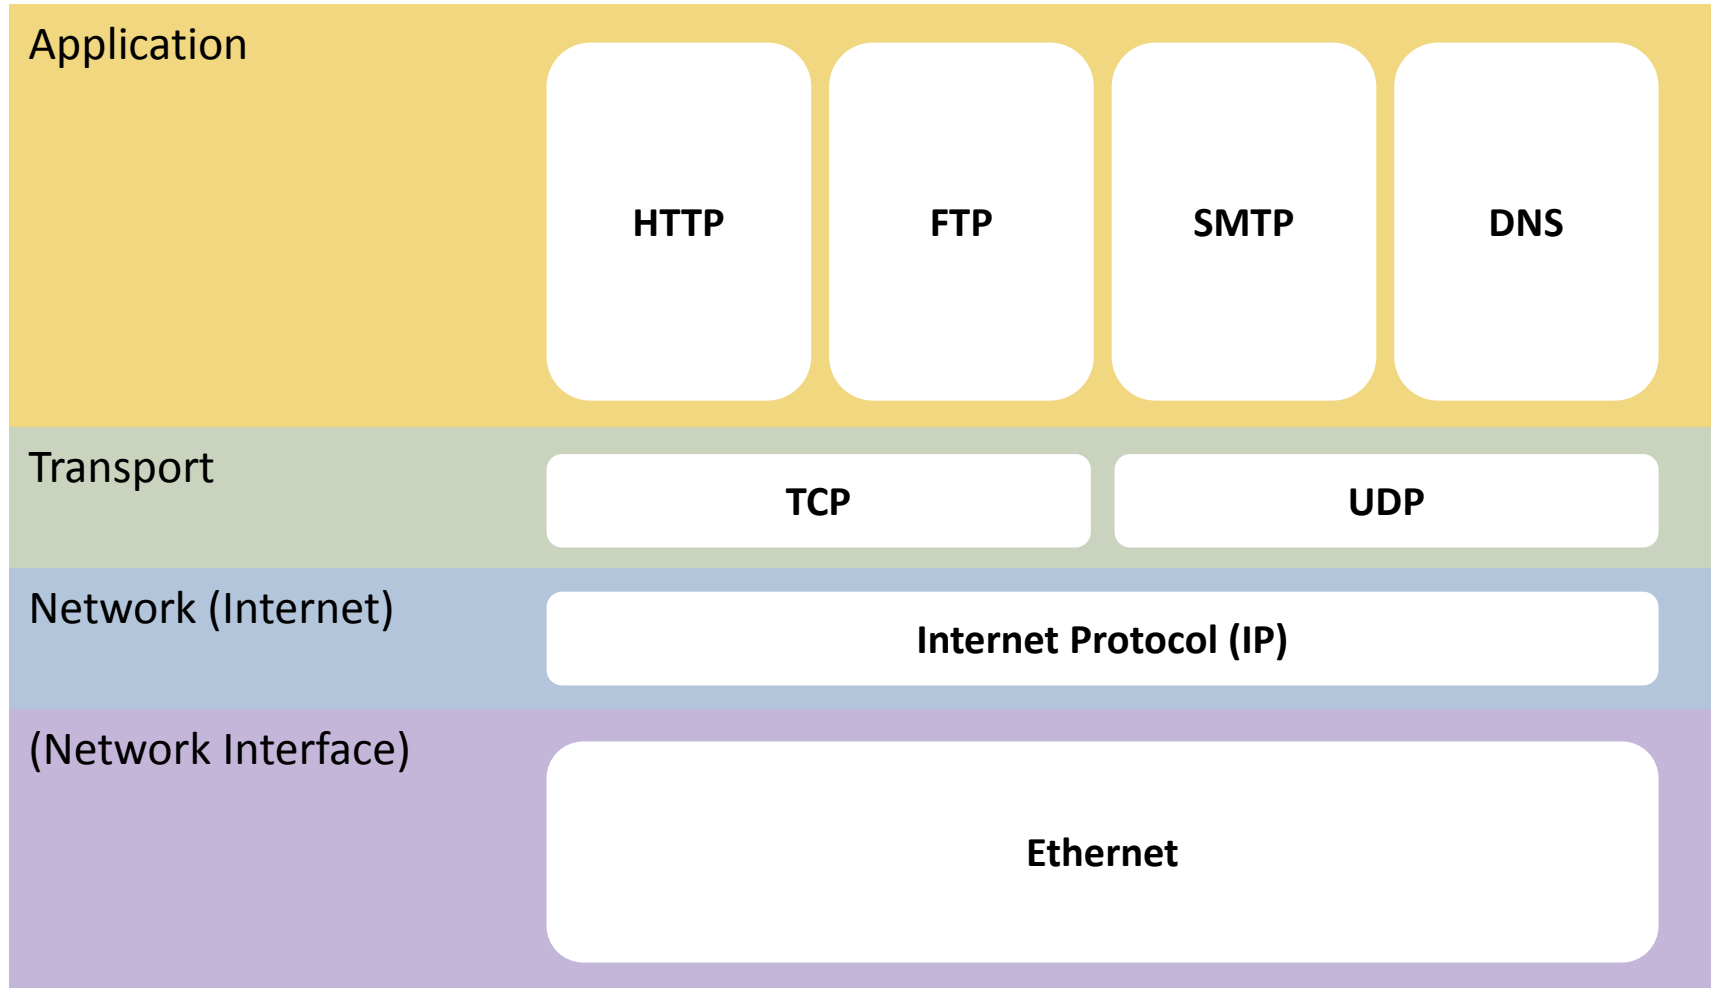 Application
HTTP
FTP
SMTP
DNS
Transport
TCP
UDP
Network (Internet)
Internet Protocol (IP)
(Network Interface)
Ethernet